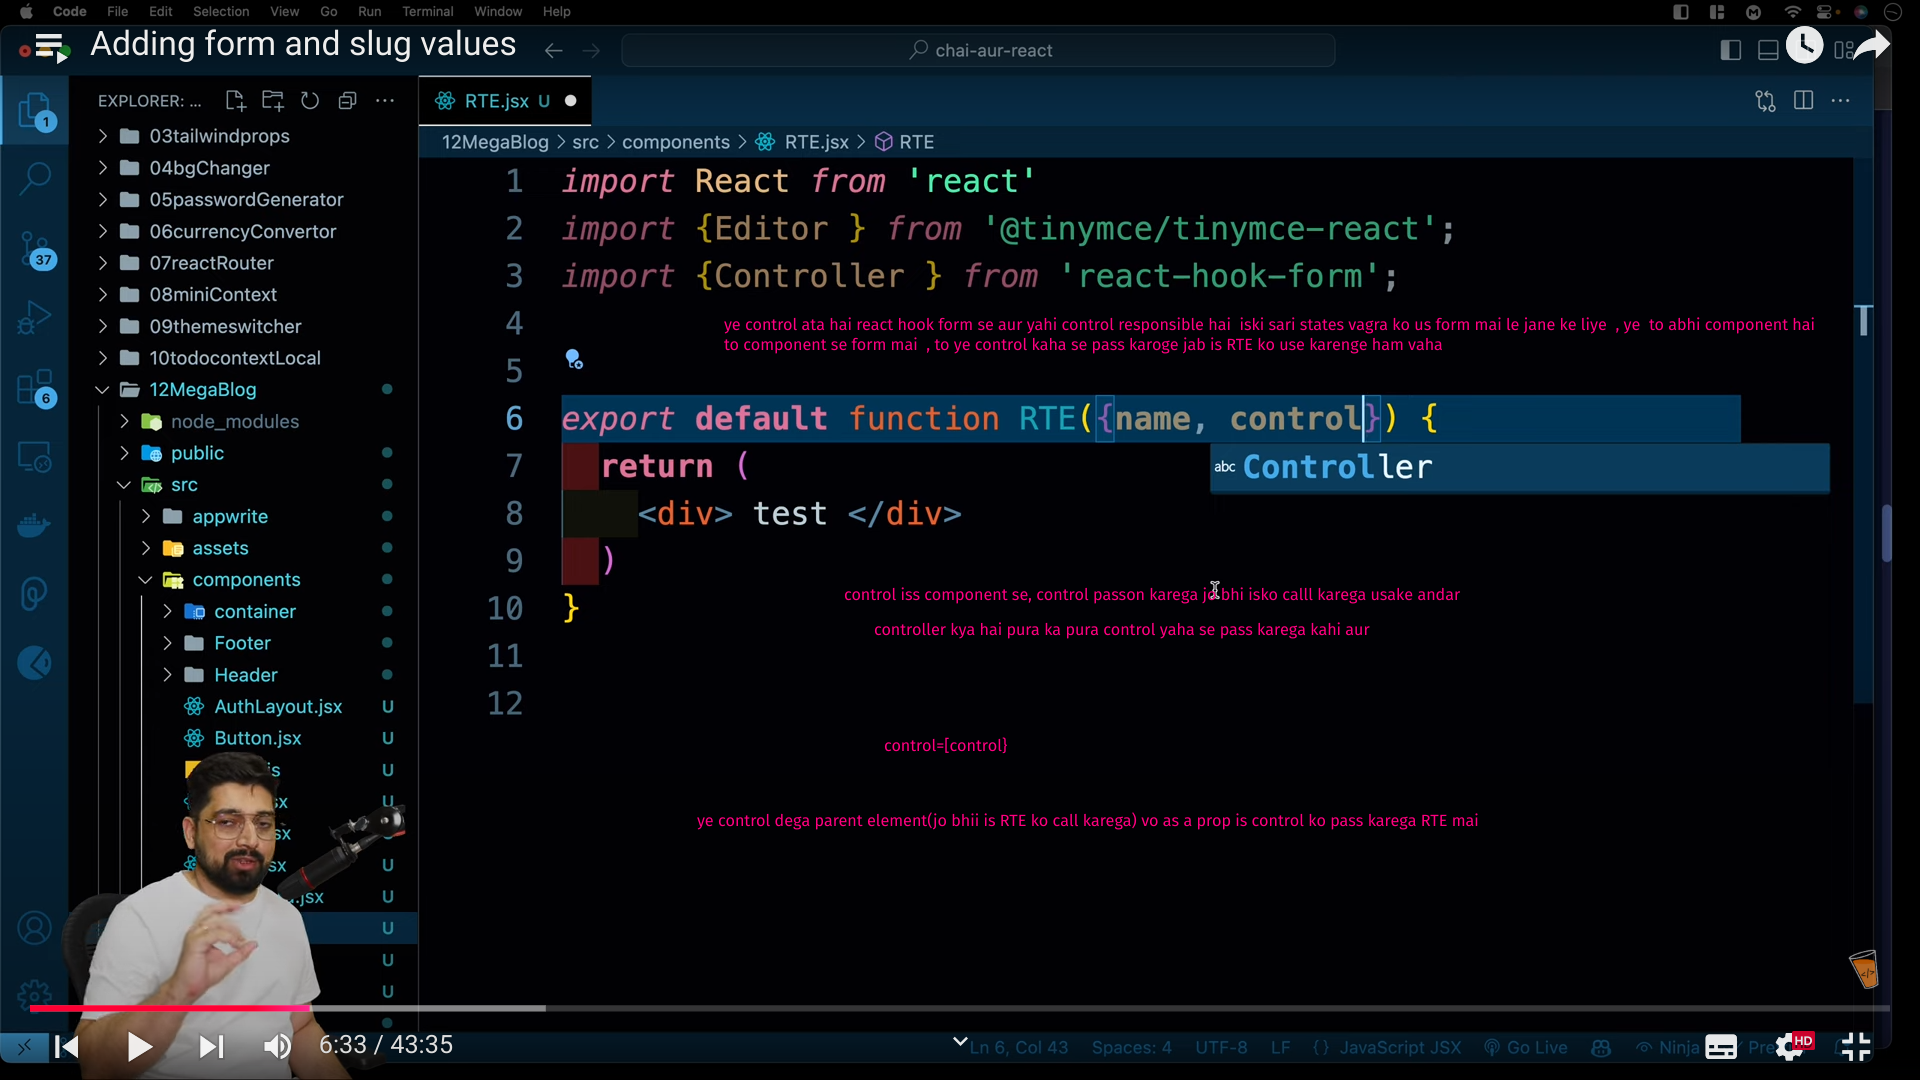 Code File Edit Selection View Go Run Terminal Window Help
Adding form and slug values
chai-aur-react
EXPLORER: ...
RTE.jsx U
12MegaBlog > src > components > RTE.jsx > RTE
03tailwindprops
04bgChanger
05passwordGenerator
06currencyConvertor
07reactRouter
08miniContext
09themeswitcher
10todocontextLocal
12MegaBlog
node_modules
public
src
appwrite
assets
components
container
Footer
Header
AuthLayout.jsx U
Button.jsx U
U
U
U
U
.jsx U
U
U
U
1
37
6
1 import React from 'react'
2 import {Editor } from '@tinymce/tinymce-react';
3 import {Controller } from 'react-hook-form';
4
ye control ata hai react hook form se aur yahi control responsible hai iski sari states vagra ko us form mai le jane ke liye , ye to abhi component hai
to component se form mai , to ye control kaha se pass karoge jab is RTE ko use karenge ham vaha
5
6 export default function RTE({name, control}) {
abc Controller
7 return (
8 <div> test </div>
9 )
control iss component se, control passon karega jo bhi isko calll karega usake andar
10 }
controller kya hai pura ka pura control yaha se pass karega kahi aur
11
12
control=[control}
ye control dega parent element(jo bhii is RTE ko call karega) vo as a prop is control ko pass karega RTE mai
6:33 / 43:35
Ln 6, Col 43 Spaces: 4 UTF-8 LF {} JavaScript JSX Go Live Ninja
HD